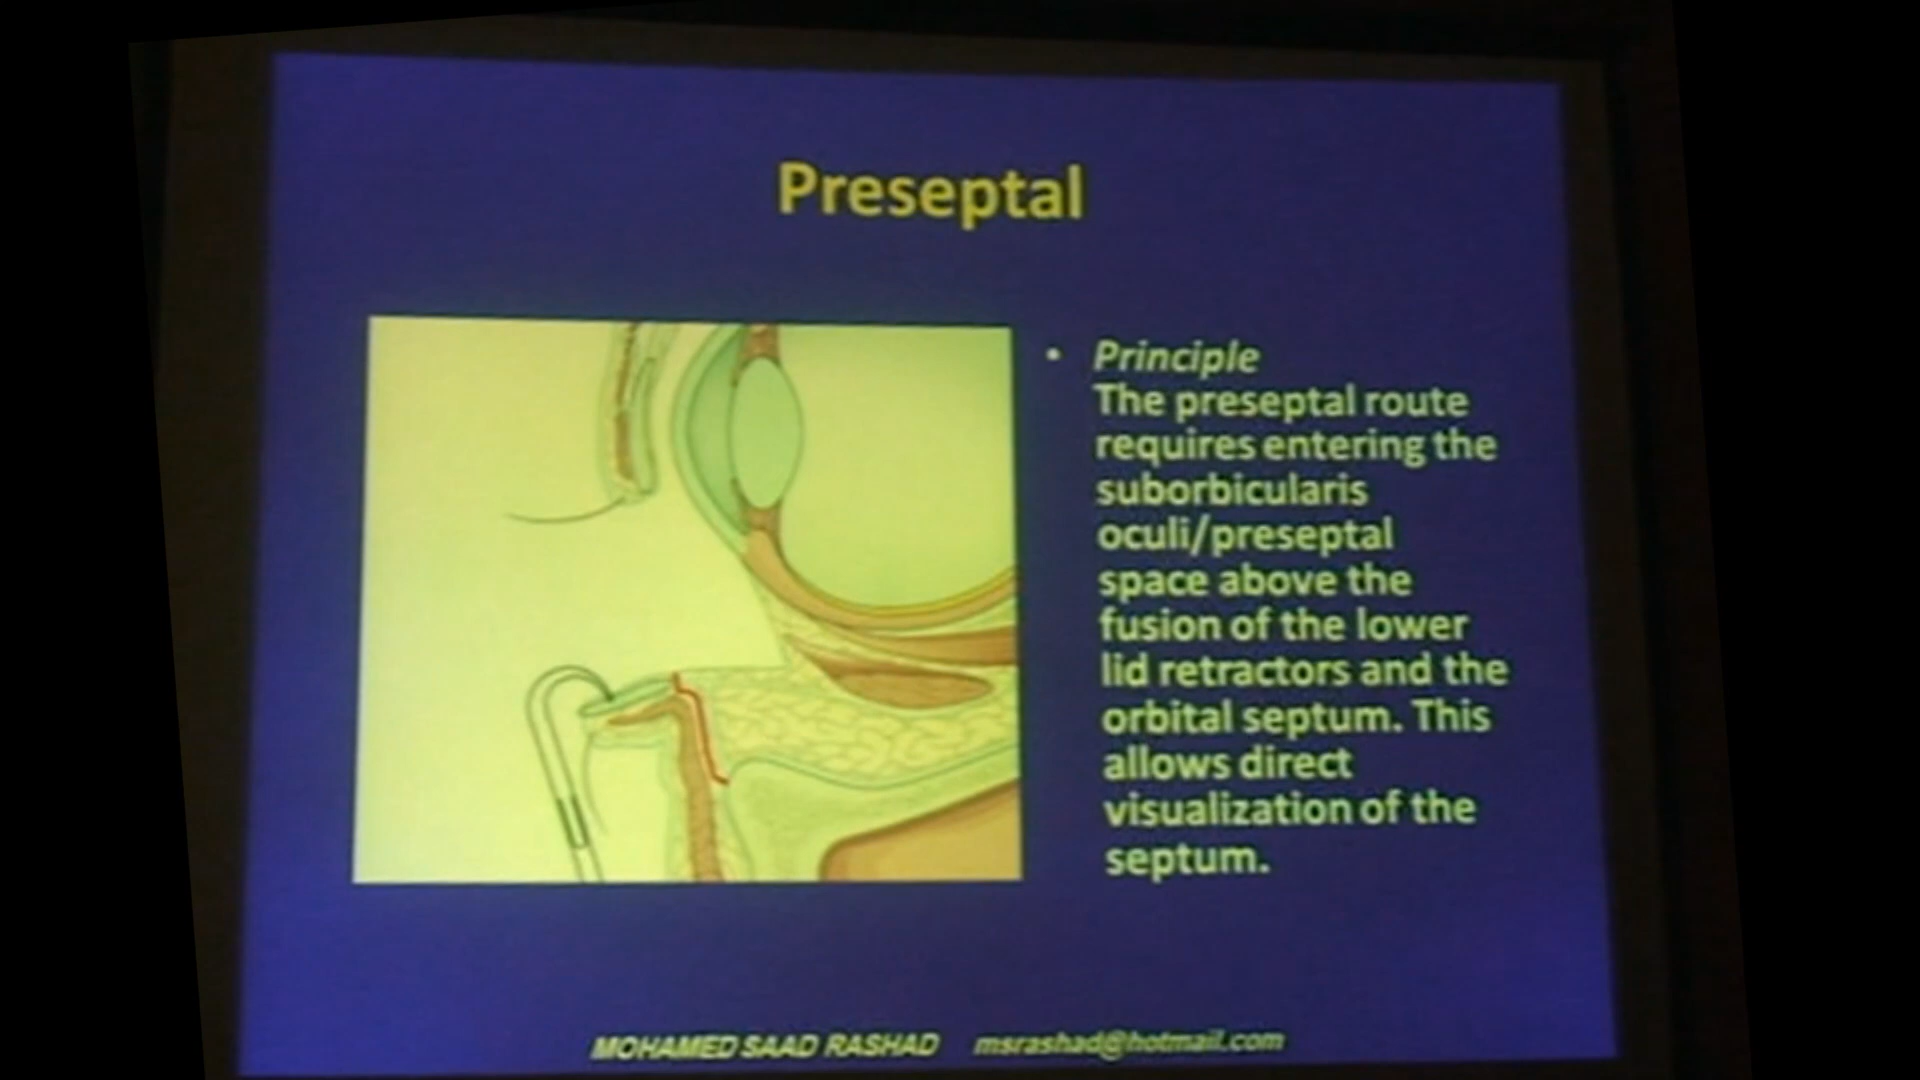 Preseptal
• Principle
The preseptal route
requires entering the
suborbicularis
oculi/preseptal
space above the
fusion of the lower
lid retractors and the
orbital septum. This
allows direct
visualization of the
septum.
MOHAMED SAAD RASHAD msrashad@hotmail.com